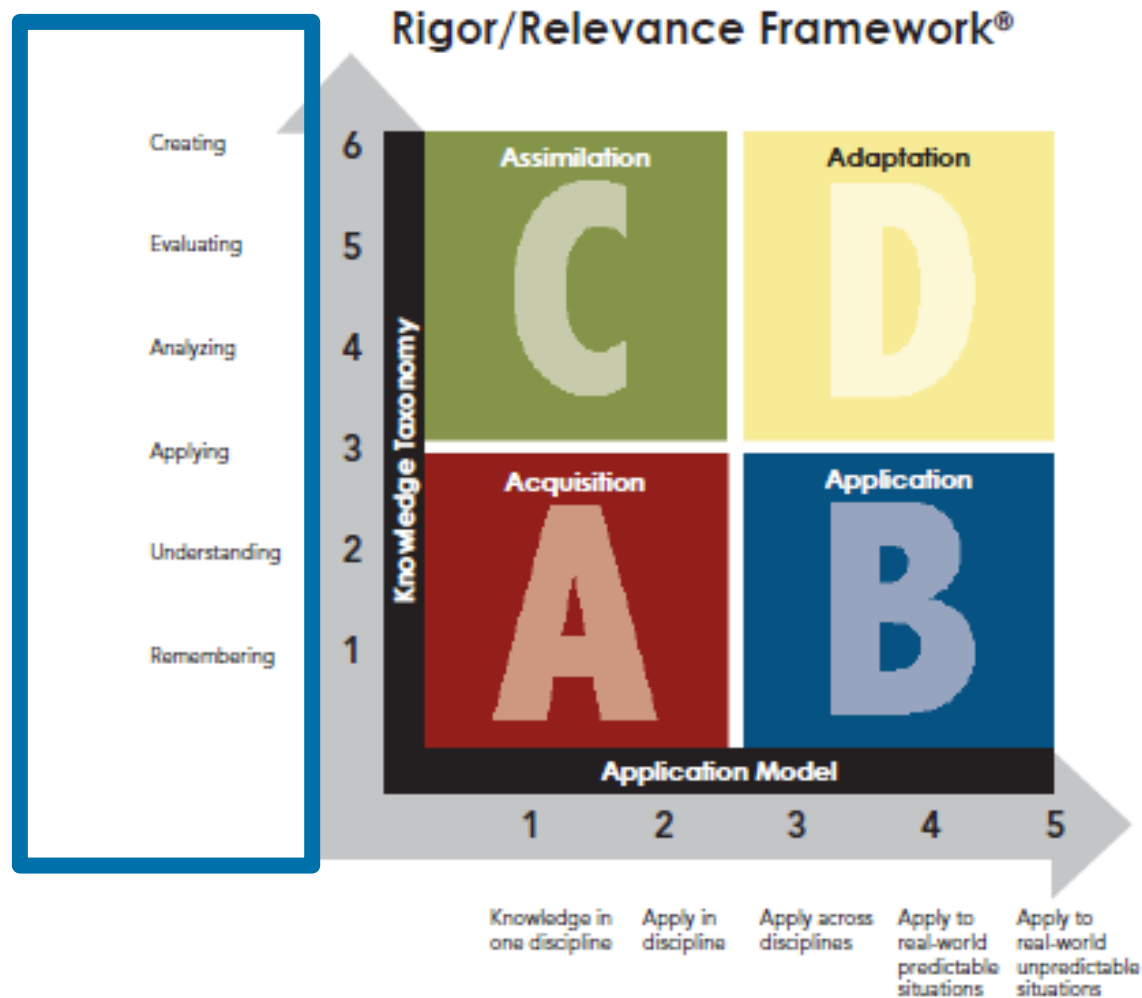 Rigor/Relevance Framework®
Creating
Evaluating
Analyzing
Applying
Understanding
Remembering
6
5
4
3
2
1
Knowledge Taxonomy
Assimilation
C
Adaptation
D
Acquisition
A
Application
B
Application Model
1 2 3 4 5
Knowledge in
one discipline
Apply in
discipline
Apply across
disciplines
Apply to
real-world
predictable
situations
Apply to
real-world
unpredictable
situations